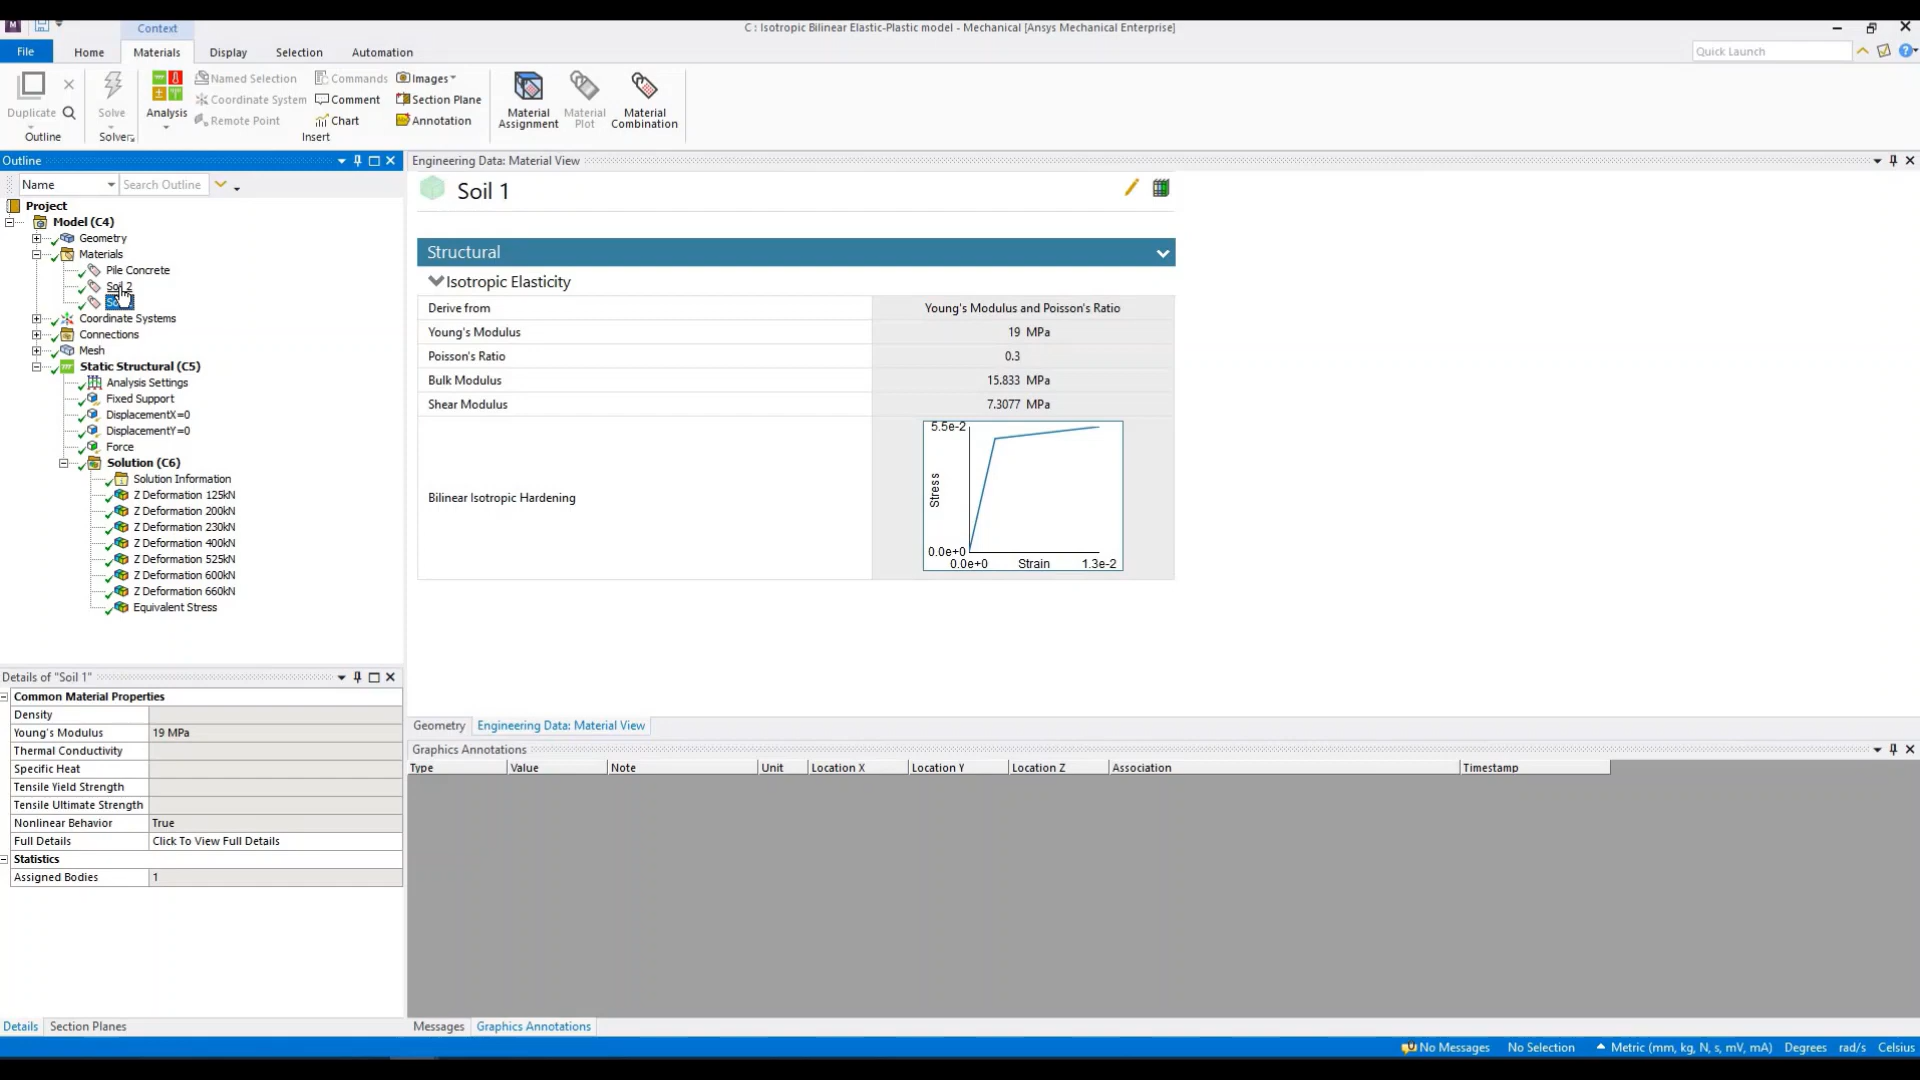 Context
C : Isotropic Bilinear Elastic-Plastic model - Mechanical [Ansys Mechanical Enterprise]
File Home Materials Display Selection Automation
Quick Launch
Duplicate
Outline
Solve
Solver
Analysis
Named Selection
Coordinate System
Remote Point
Commands
Comment
Chart
Images
Section Plane
Annotation
Insert
Material Assignment
Material Plot
Material Combination
Outline
Name Search Outline
Project
Model (C4)
Geometry
Materials
Pile Concrete
Soil 2
Coordinate Systems
Connections
Mesh
Static Structural (C5)
Analysis Settings
Fixed Support
DisplacementX=0
DisplacementY=0
Force
Solution (C6)
Solution Information
Z Deformation 125kN
Z Deformation 200kN
Z Deformation 230kN
Z Deformation 400kN
Z Deformation 525kN
Z Deformation 600kN
Z Deformation 660kN
Equivalent Stress
Details of "Soil 1"
Common Material Properties
Density
Young's Modulus 19 MPa
Thermal Conductivity
Specific Heat
Tensile Yield Strength
Tensile Ultimate Strength
Nonlinear Behavior True
Full Details Click To View Full Details
Statistics
Assigned Bodies 1
Details Section Planes
Engineering Data: Material View
Soil 1
Structural
Isotropic Elasticity
Derive from Young's Modulus and Poisson's Ratio
Young's Modulus 19 MPa
Poisson's Ratio 0.3
Bulk Modulus 15.833 MPa
Shear Modulus 7.3077 MPa
Bilinear Isotropic Hardening
5.5e-2
Stress
0.0e+0
0.0e+0 Strain 1.3e-2
Geometry Engineering Data: Material View
Graphics Annotations
Type Value Note Unit Location X Location Y Location Z Association Timestamp
Messages Graphics Annotations
No Messages No Selection Metric (mm, kg, N, s, mV, mA) Degrees rad/s Celsius